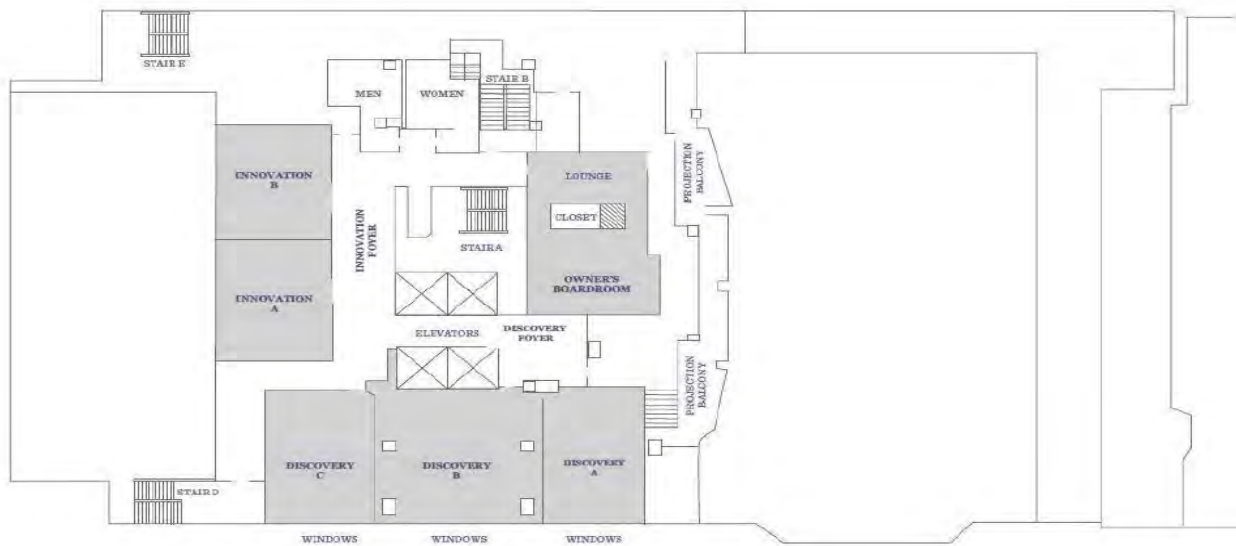 STAIR E
MEN
WOMEN
STAIR B
INNOVATION
B
LOUNGE
PROJECTION
BALCONY
CLOSET
INNOVATION
FOYER
STAIR A
INNOVATION
A
OWNER'S
BOARDROOM
ELEVATORS
DISCOVERY
FOYER
PROJECTION
BALCONY
DISCOVERY
C
DISCOVERY
B
DISCOVERY
A
STAIR D
WINDOWS
WINDOWS
WINDOWS